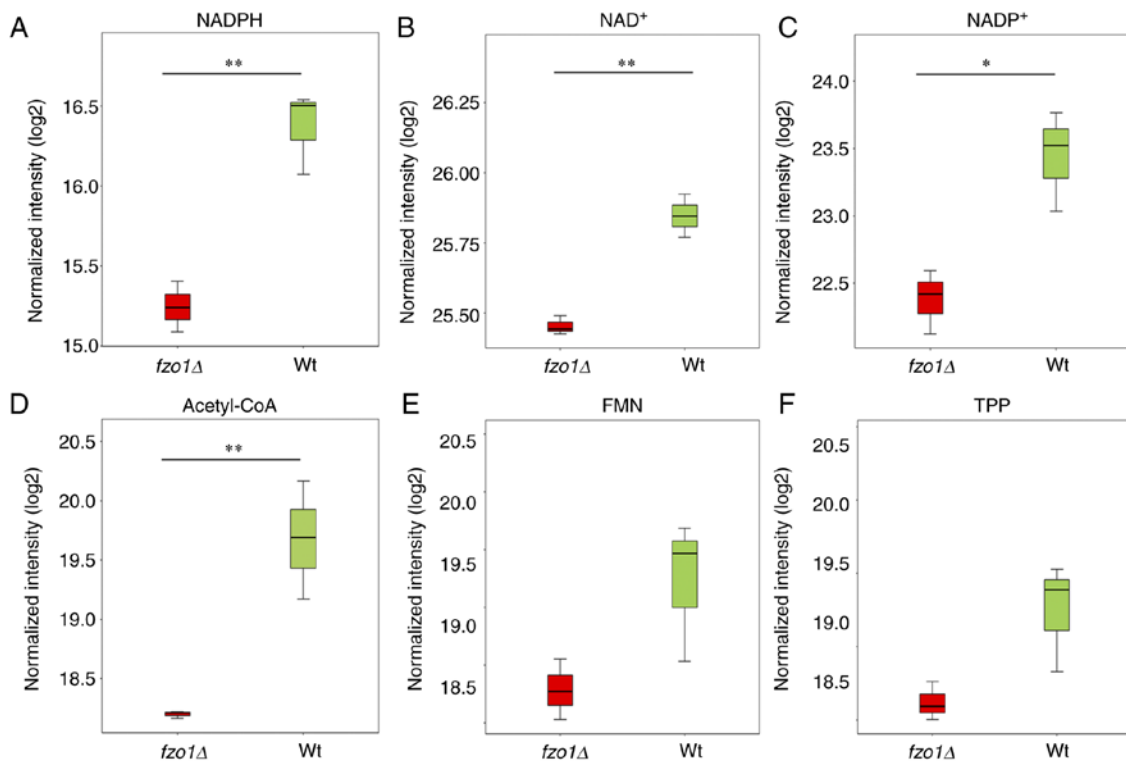 A
NADPH
Normalized intensity (log2)
16.5
16.0
15.5
15.0
**
fzo1Δ
Wt
B
NAD⁺
Normalized intensity (log2)
26.25
26.00
25.75
25.50
**
fzo1Δ
Wt
C
NADP⁺
Normalized intensity (log2)
24.0
23.5
23.0
22.5
*
fzo1Δ
Wt
D
Acetyl-CoA
Normalized intensity (log2)
20.5
20.0
19.5
19.0
18.5
**
fzo1Δ
Wt
E
FMN
Normalized intensity (log2)
20.5
20.0
19.5
19.0
18.5
fzo1Δ
Wt
F
TPP
Normalized intensity (log2)
20.5
20.0
19.5
19.0
18.5
fzo1Δ
Wt